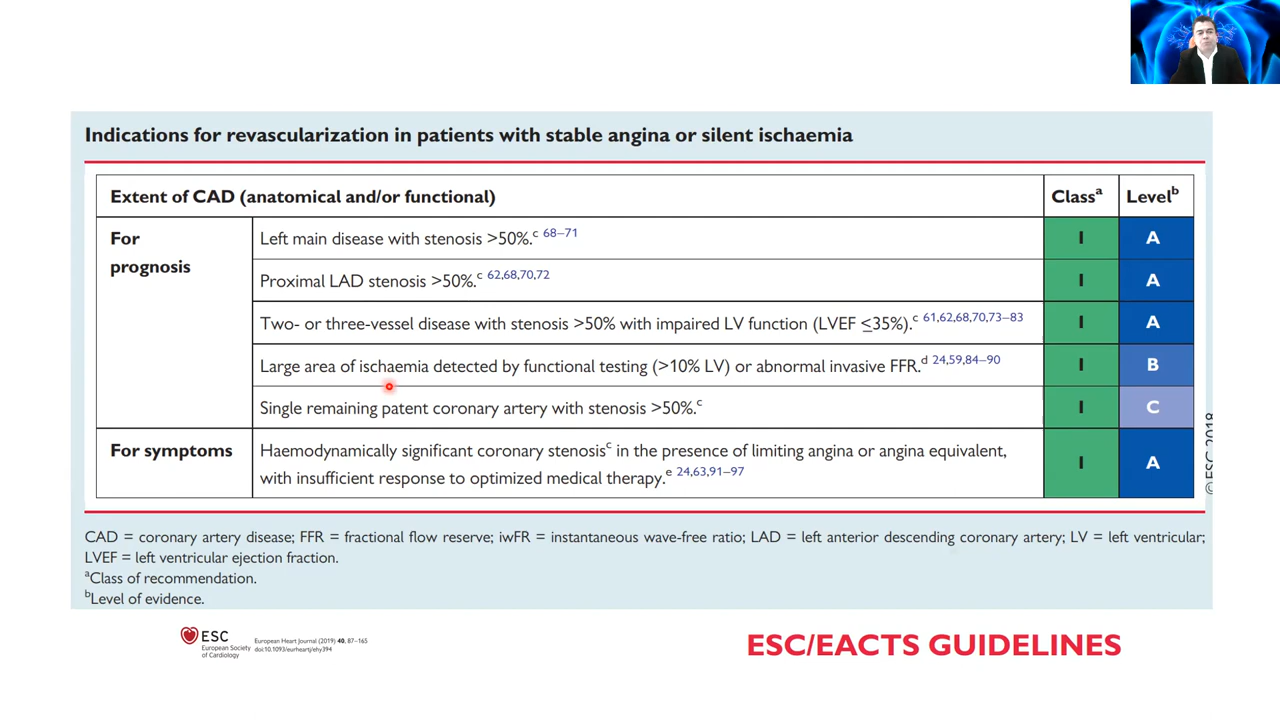 Indications for revascularization in patients with stable angina or silent ischaemia
Extent of CAD (anatomical and/or functional) Classᵃ Levelᵇ
For prognosis
Left main disease with stenosis >50%.ᶜ 68–71 I A
Proximal LAD stenosis >50%.ᶜ 62,68,70,72 I A
Two- or three-vessel disease with stenosis >50% with impaired LV function (LVEF ≤35%).ᶜ 61,62,68,70,73–83 I A
Large area of ischaemia detected by functional testing (>10% LV) or abnormal invasive FFR.ᵈ 24,59,84–90 I B
Single remaining patent coronary artery with stenosis >50%.ᶜ I C
For symptoms
Haemodynamically significant coronary stenosisᶜ in the presence of limiting angina or angina equivalent,
with insufficient response to optimized medical therapy.ᵉ 24,63,91–97 I A
©ESC 2018
CAD = coronary artery disease; FFR = fractional flow reserve; iwFR = instantaneous wave-free ratio; LAD = left anterior descending coronary artery; LV = left ventricular;
LVEF = left ventricular ejection fraction.
ᵃClass of recommendation.
ᵇLevel of evidence.
ESC
European Society
of Cardiology
European Heart Journal (2019) 40, 87–165
doi:10.1093/eurheartj/ehy394
ESC/EACTS GUIDELINES